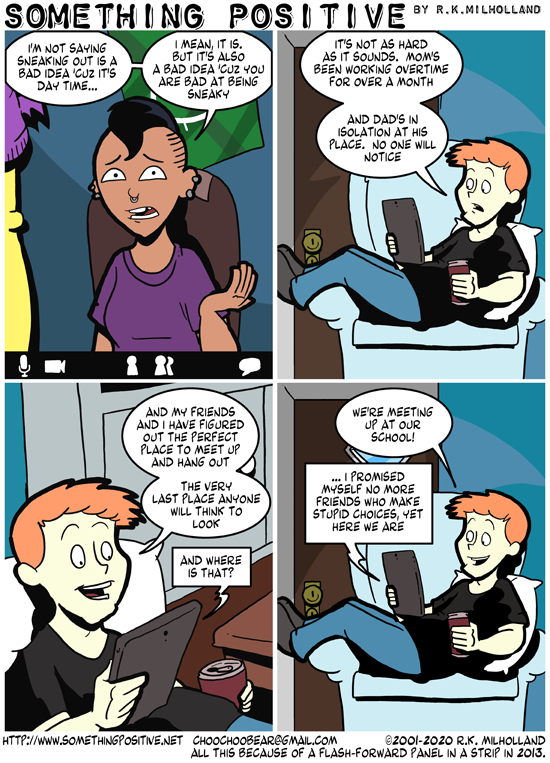 SOMETHING POSITIVE BY R.K.MILHOLLAND
I'M NOT SAYING
SNEAKING OUT IS A
BAD IDEA 'CUZ IT'S
DAY TIME...
I MEAN, IT IS.
BUT IT'S ALSO
A BAD IDEA 'CUZ YOU
ARE BAD AT BEING
SNEAKY
IT'S NOT AS HARD
AS IT SOUNDS. MOM'S
BEEN WORKING OVERTIME
FOR OVER A MONTH
AND DAD'S IN
ISOLATION AT HIS
PLACE. NO ONE WILL
NOTICE
AND MY FRIENDS
AND I HAVE FIGURED
OUT THE PERFECT
PLACE TO MEET UP
AND HANG OUT
THE VERY
LAST PLACE ANYONE
WILL THINK TO
LOOK
AND WHERE
IS THAT?
WE'RE MEETING
UP AT OUR
SCHOOL!
... I PROMISED
MYSELF NO MORE
FRIENDS WHO MAKE
STUPID CHOICES, YET
HERE WE ARE
HTTP://WWW.SOMETHINGPOSITIVE.NET CHOOCHOOBEAR@GMAIL.COM ©2001-2020 R.K. MILHOLLAND
ALL THIS BECAUSE OF A FLASH-FORWARD PANEL IN A STRIP IN 2013.